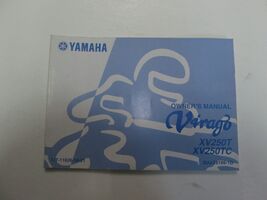 YAMAHA
OWNER'S MANUAL
Virago
XV250T
XV250TC